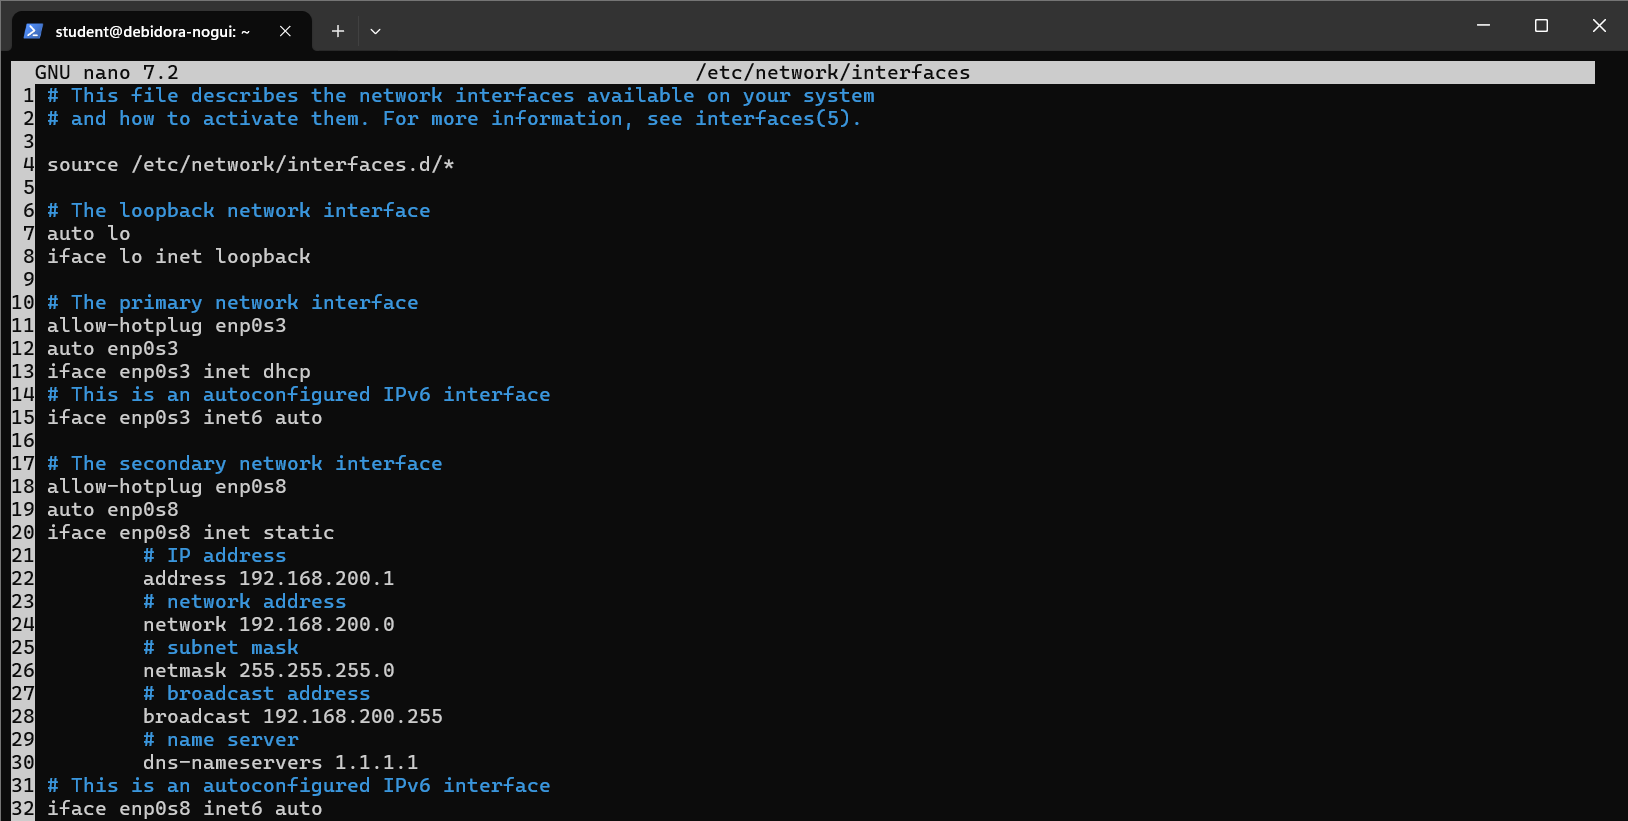 student@debidora-nogui: ~
GNU nano 7.2 /etc/network/interfaces
1 # This file describes the network interfaces available on your system
2 # and how to activate them. For more information, see interfaces(5).
3
4 source /etc/network/interfaces.d/*
5
6 # The loopback network interface
7 auto lo
8 iface lo inet loopback
9
10 # The primary network interface
11 allow-hotplug enp0s3
12 auto enp0s3
13 iface enp0s3 inet dhcp
14 # This is an autoconfigured IPv6 interface
15 iface enp0s3 inet6 auto
16
17 # The secondary network interface
18 allow-hotplug enp0s8
19 auto enp0s8
20 iface enp0s8 inet static
21 # IP address
22 address 192.168.200.1
23 # network address
24 network 192.168.200.0
25 # subnet mask
26 netmask 255.255.255.0
27 # broadcast address
28 broadcast 192.168.200.255
29 # name server
30 dns-nameservers 1.1.1.1
31 # This is an autoconfigured IPv6 interface
32 iface enp0s8 inet6 auto